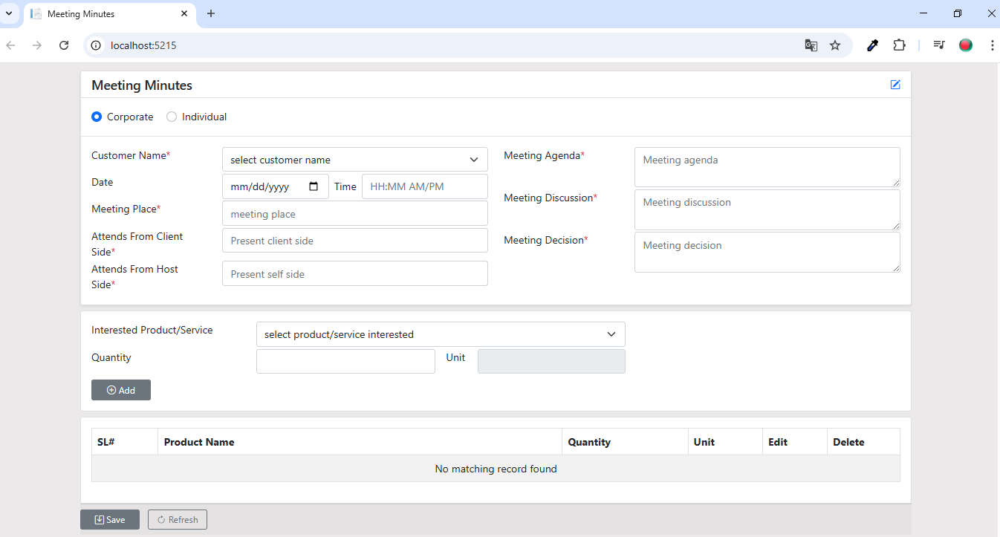 Meeting Minutes
localhost:5215
Meeting Minutes
Corporate Individual
Customer Name* select customer name
Date mm/dd/yyyy Time HH:MM AM/PM
Meeting Place* meeting place
Attends From Client
Side* Present client side
Attends From Host
Side* Present self side
Meeting Agenda* Meeting agenda
Meeting Discussion* Meeting discussion
Meeting Decision* Meeting decision
Interested Product/Service select product/service interested
Quantity Unit
Add
SL# Product Name Quantity Unit Edit Delete
No matching record found
Save Refresh